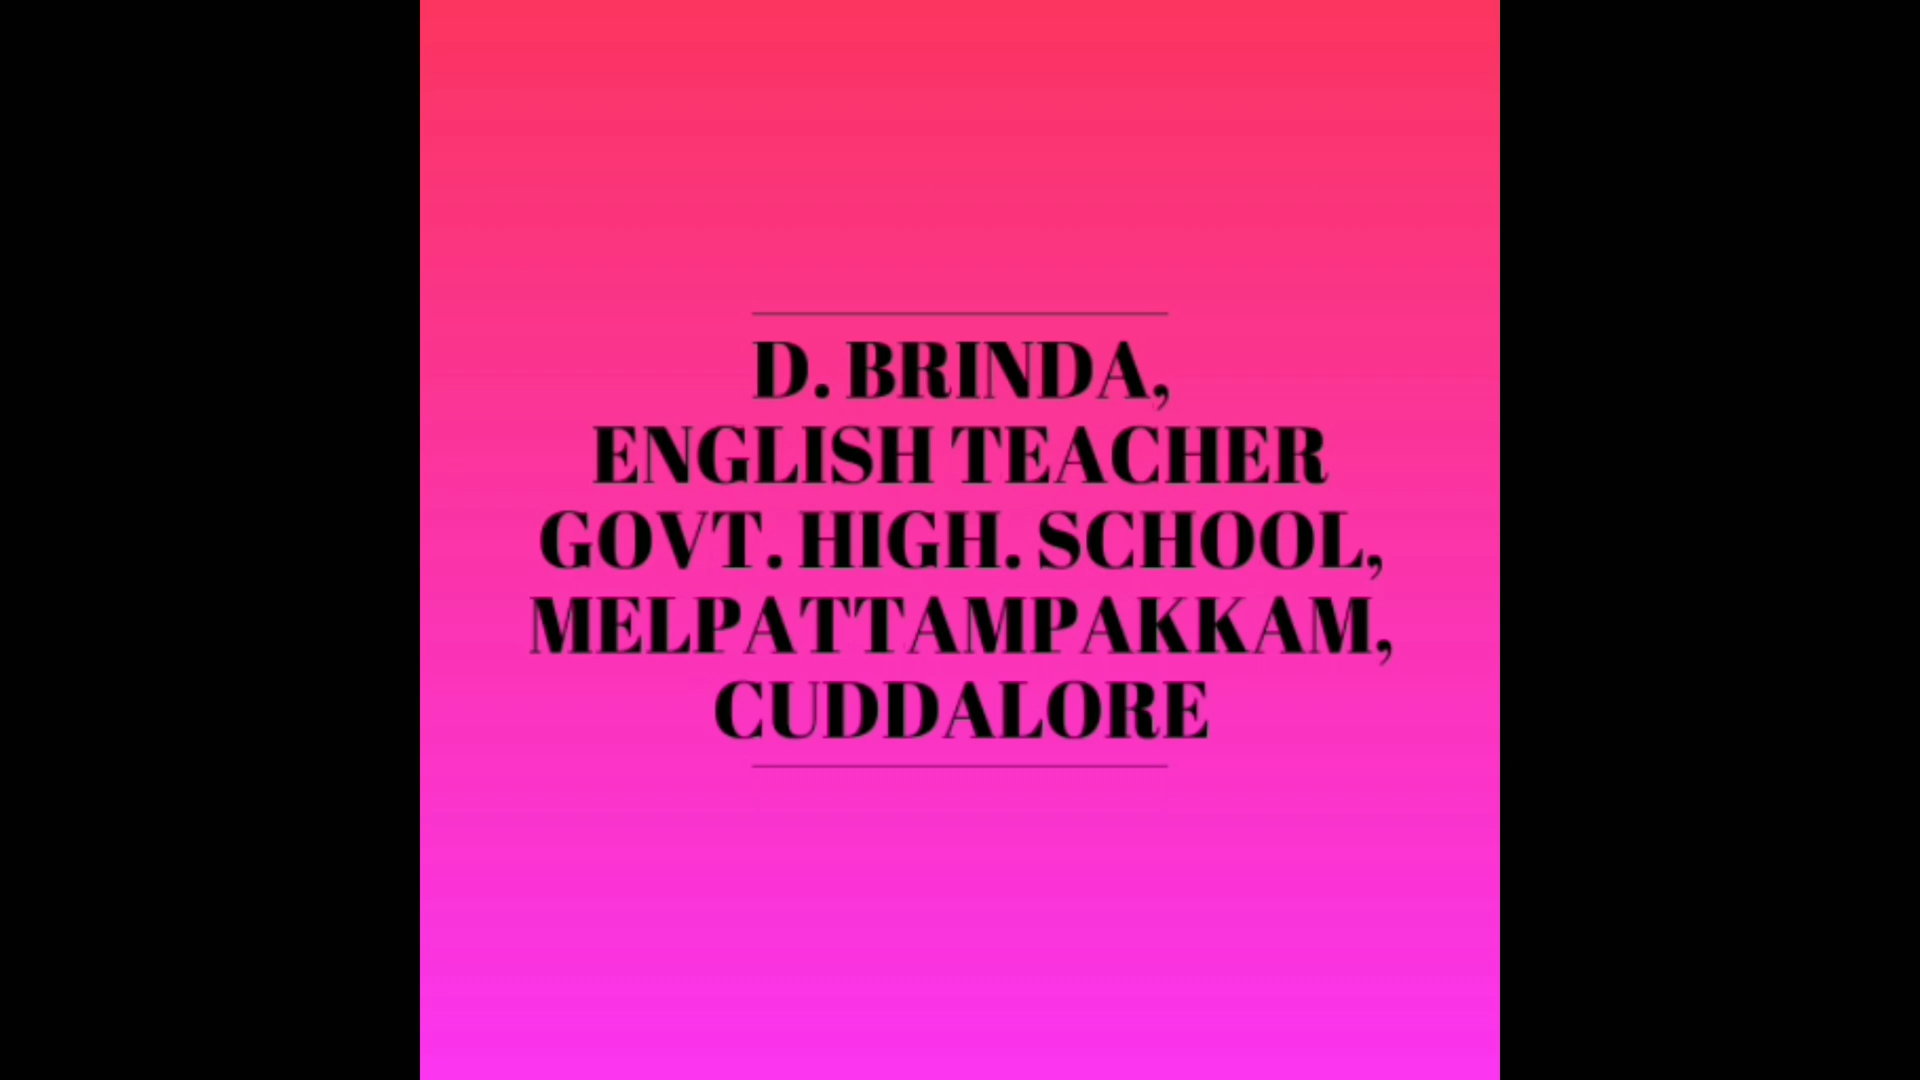 D. BRINDA,
ENGLISH TEACHER
GOVT. HIGH. SCHOOL,
MELPATTAMPAKKAM,
CUDDALORE